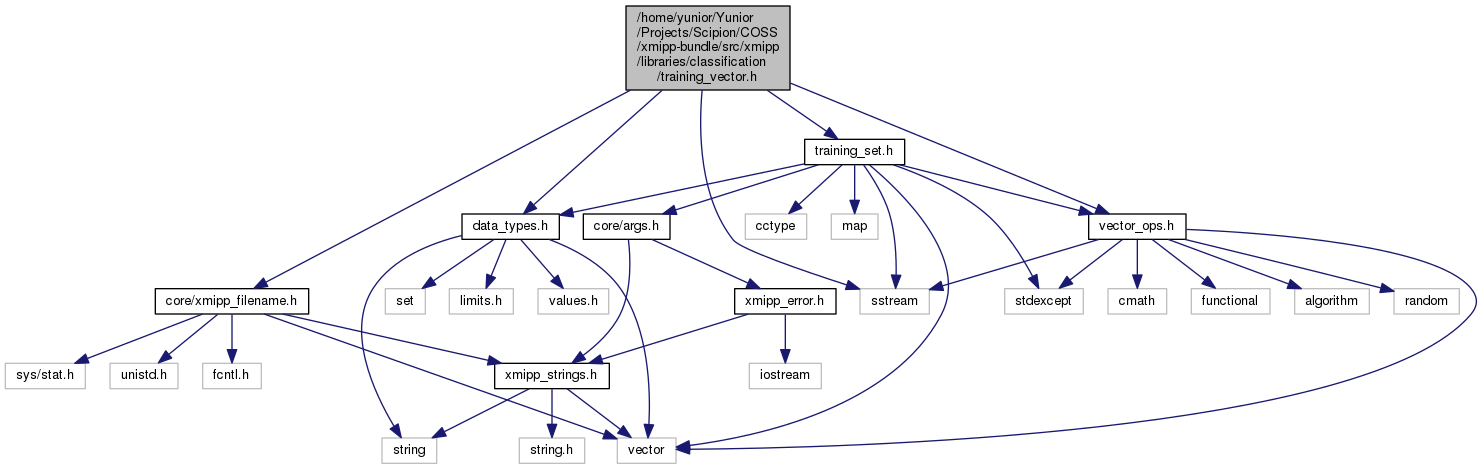 /home/yunior/Yunior
/Projects/Scipion/COSS
/xmipp-bundle/src/xmipp
/libraries/classification
/training_vector.h
training_set.h
data_types.h
core/args.h
cctype
map
vector_ops.h
core/xmipp_filename.h
set
limits.h
values.h
xmipp_error.h
sstream
stdexcept
cmath
functional
algorithm
random
sys/stat.h
unistd.h
fcntl.h
xmipp_strings.h
iostream
string
string.h
vector